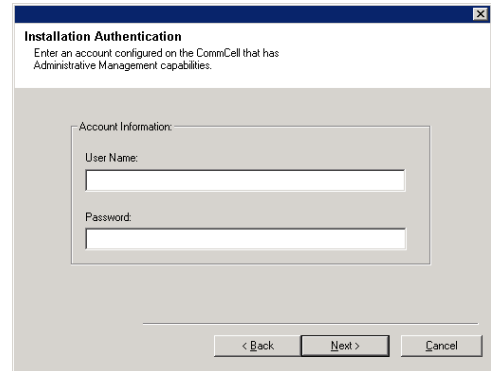 Installation Authentication
Enter an account configured on the CommCell that has
Administrative Management capabilities.
Account Information:
User Name:
Password:
< Back
Next >
Cancel